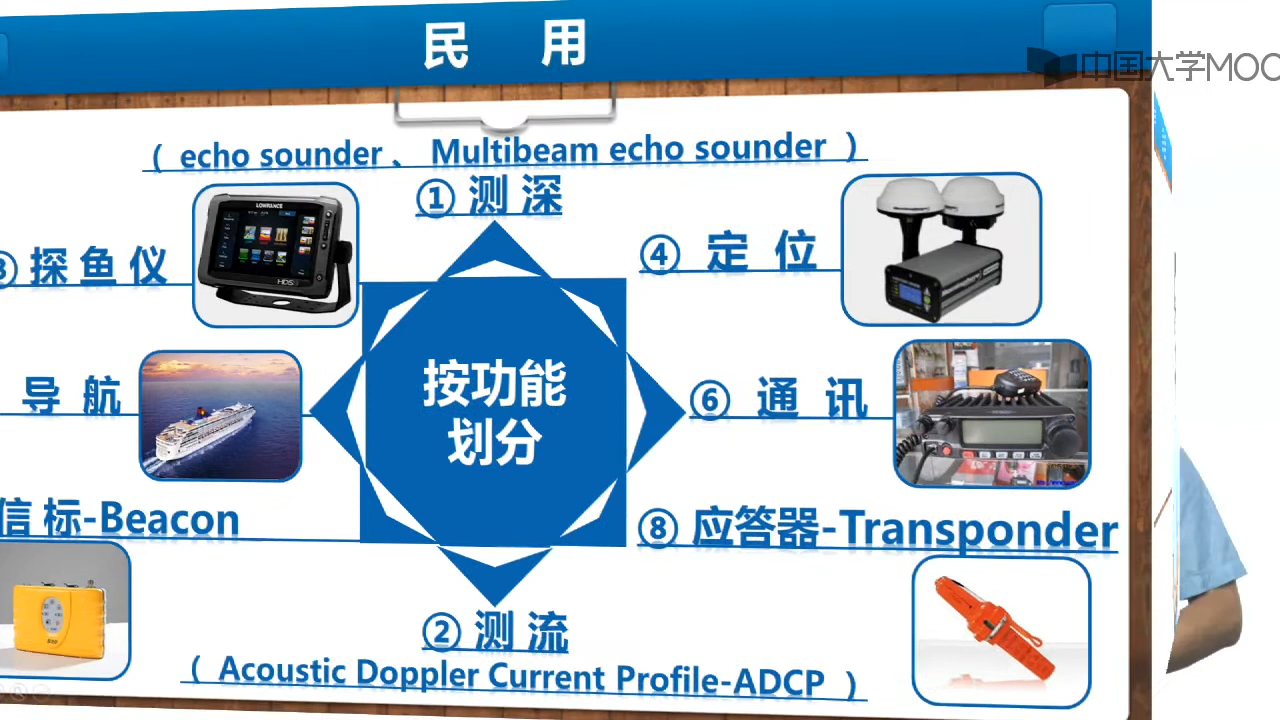 民 用
中国大学MOO
( echo sounder 、 Multibeam echo sounder )
① 测 深
LOWRANCE
HDS
探 鱼 仪
④ 定 位
按功能
划分
导 航
⑥ 通 讯
信 标-Beacon
⑧ 应答器-Transponder
② 测 流
( Acoustic Doppler Current Profile-ADCP )